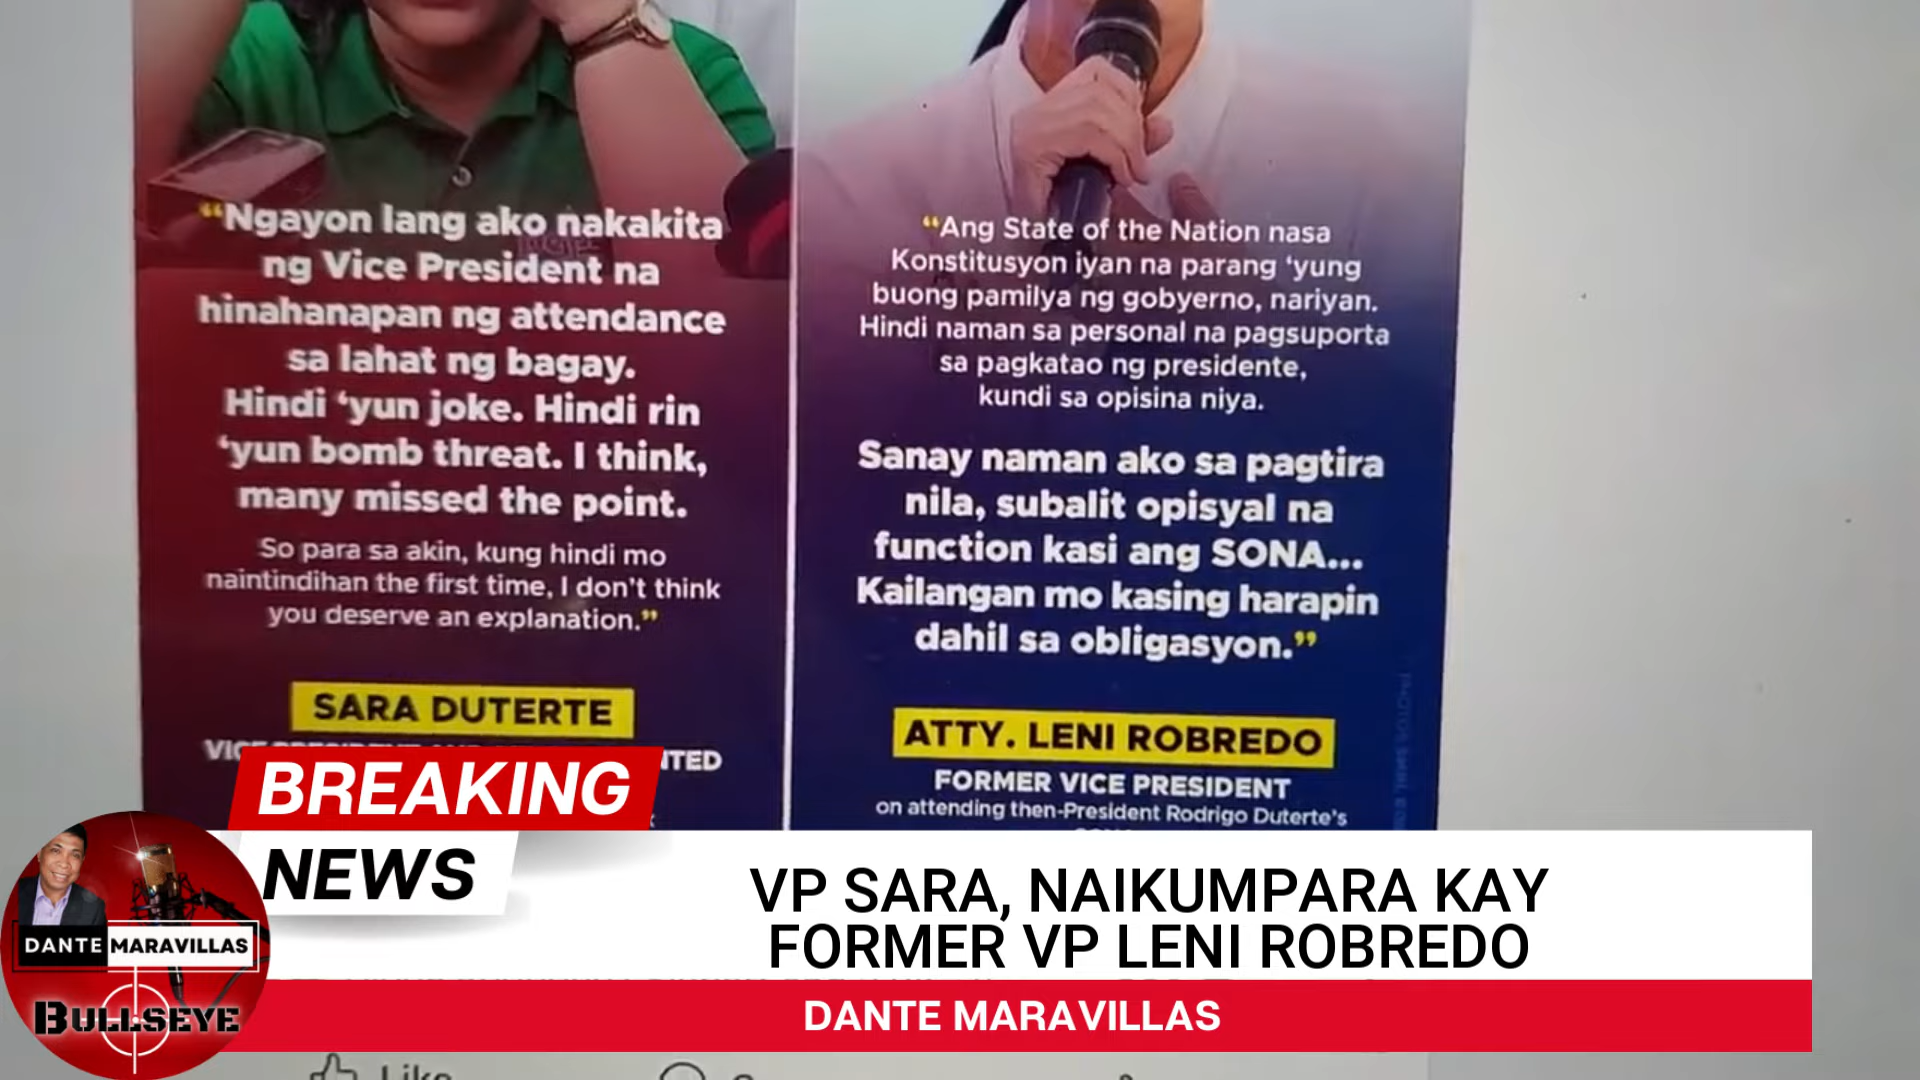 “Ngayon lang ako nakakita
ng Vice President na
hinahanapan ng attendance
sa lahat ng bagay.
Hindi ‘yun joke. Hindi rin
‘yun bomb threat. I think,
many missed the point.
So para sa akin, kung hindi mo
naintindihan the first time, I don't think
you deserve an explanation.”
SARA DUTERTE
“Ang State of the Nation nasa
Konstitusyon iyan na parang ‘yung
buong pamilya ng gobyerno, nariyan.
Hindi naman sa personal na pagsuporta
sa pagkatao ng presidente,
kundi sa opisina niya.
Sanay naman ako sa pagtira
nila, subalit opisyal na
function kasi ang SONA...
Kailangan mo kasing harapin
dahil sa obligasyon.”
ATTY. LENI ROBREDO
FORMER VICE PRESIDENT
on attending then-President Rodrigo Duterte's
BREAKING
NEWS
VP SARA, NAIKUMPARA KAY
FORMER VP LENI ROBREDO
DANTE MARAVILLAS
DANTE MARAVILLAS
BULLSEYE
Like